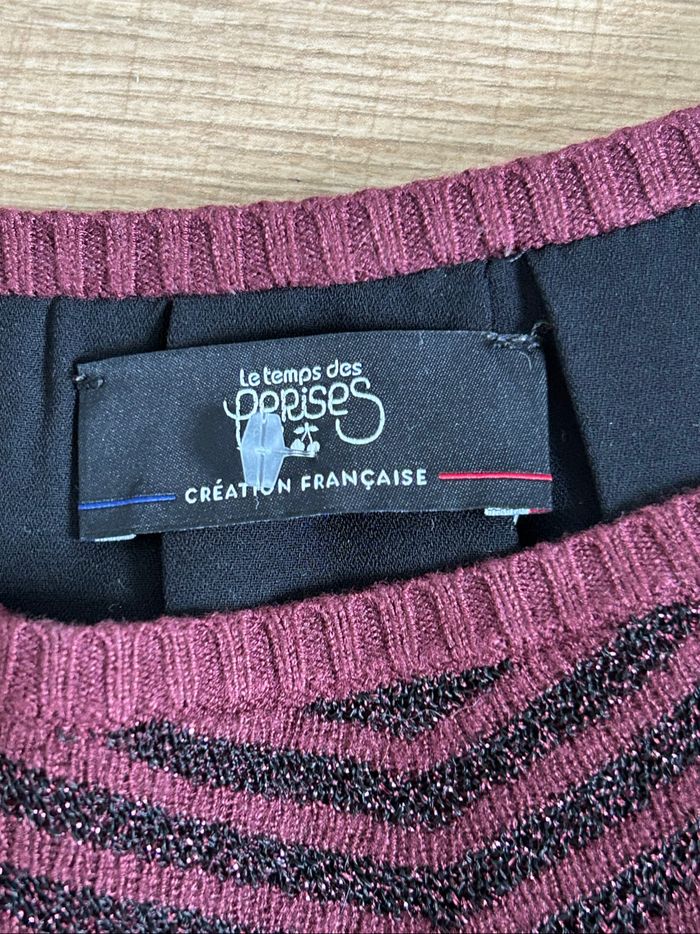 Le temps des
cerises
CRÉATION FRANÇAISE